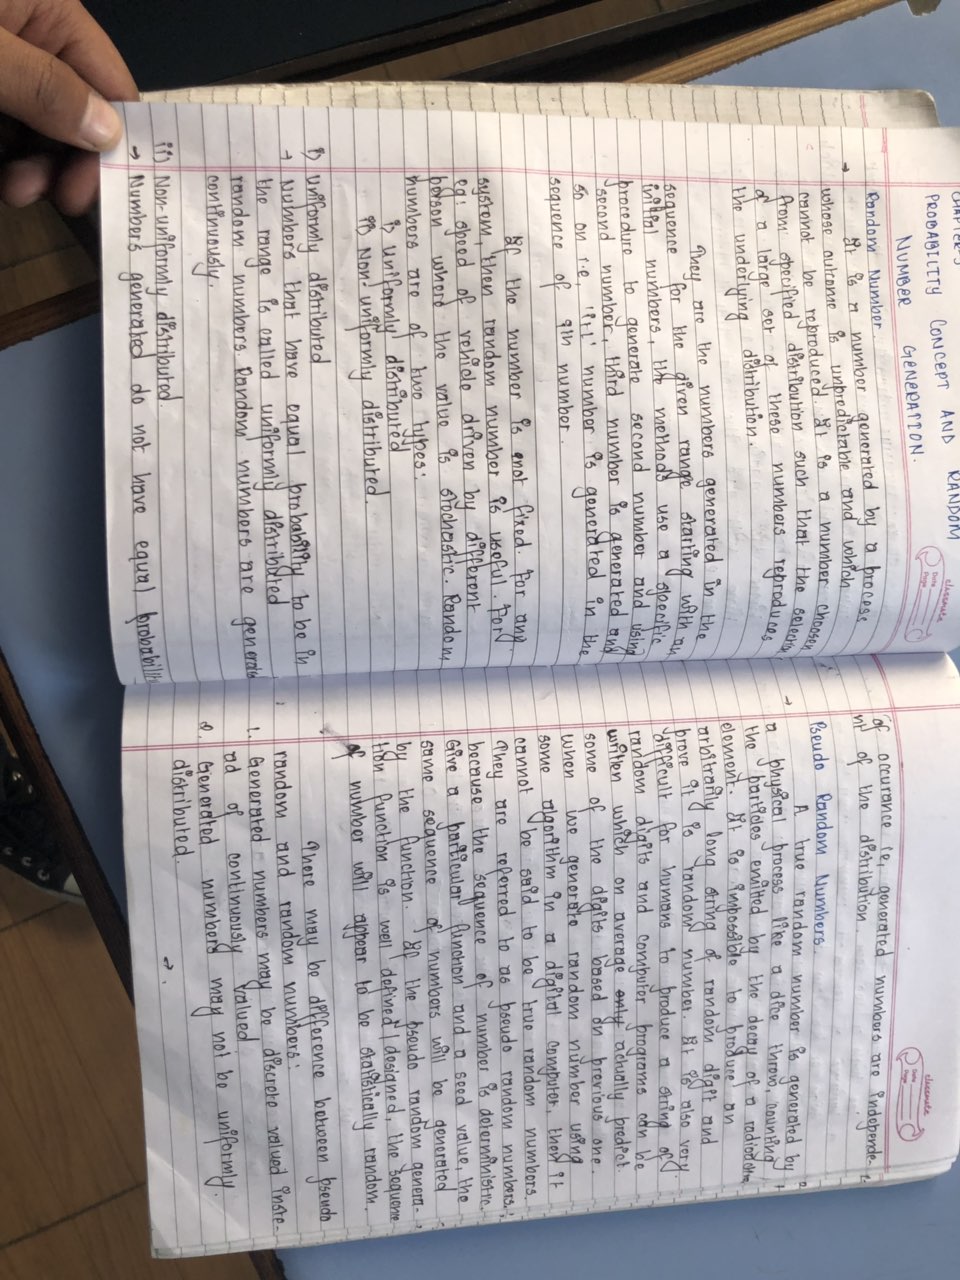 CHAPTER 5
PROBABILITY CONCEPT AND RANDOM
NUMBER GENERATION.
classmate
Date
Page
→ Random Number.
It is a number generated by a process
whose outcome is unpredictable and which
cannot be reproduced. It is a number choosen
from specified distribution such that the selection
of a large set of these numbers reproduces
the underlying distribution.
They are the numbers generated in the
sequence for the given range starting with an
initial numbers, the methods use a specific
procedure to generate second number and using
second number, third number is generated and
so on i.e, 'i+1' number is generated in the
sequence of ith number.
If the number is not fixed. For any
system, then random number is useful. For
eg: speed of vehicle driven by different
person where the value is stochastic. Random
numbers are of two types:
i) Uniformly distributed
ii) Non-uniformly distributed.
i) Uniformly distributed
→ Numbers that have equal probability to be in
the range is called uniformly distributed
random numbers. Random numbers are generated
continuously.
ii) Non-uniformly distributed.
→ Numbers generated do not have equal probability
classmate
Date
Page
of occurance i.e, generated numbers are independe-
nt of the distribution.
→ Pseudo Random Numbers.
A true random number is generated by
a physical process like a dice throw, counting
the particles emitted by the decay of a radioactive
element. It is impossible to produce an
arbitrarily long string of random digit and
prove it is random number. It is also very
difficult for humans to produce a string of
random digits and computer programs can be
written which on average actually predict
some of the digits based on previous one.
When we generate random number using
some algorithm in a digital computer, then it
cannot be said to be true random numbers.
They are referred to as pseudo random numbers.
because the sequence of number is deterministic.
Give a particular function and a seed value, the
same sequence of numbers will be generated
by the function. If the pseudo random genera-
tion function is well defined/designed, the sequence
of number will appear to be statistically random.
There may be difference between pseudo
random and random numbers:
1. Generated numbers may be discrete valued inste-
ad of continuously valued.
2. Generated numbers may not be uniformly
distributed.
→